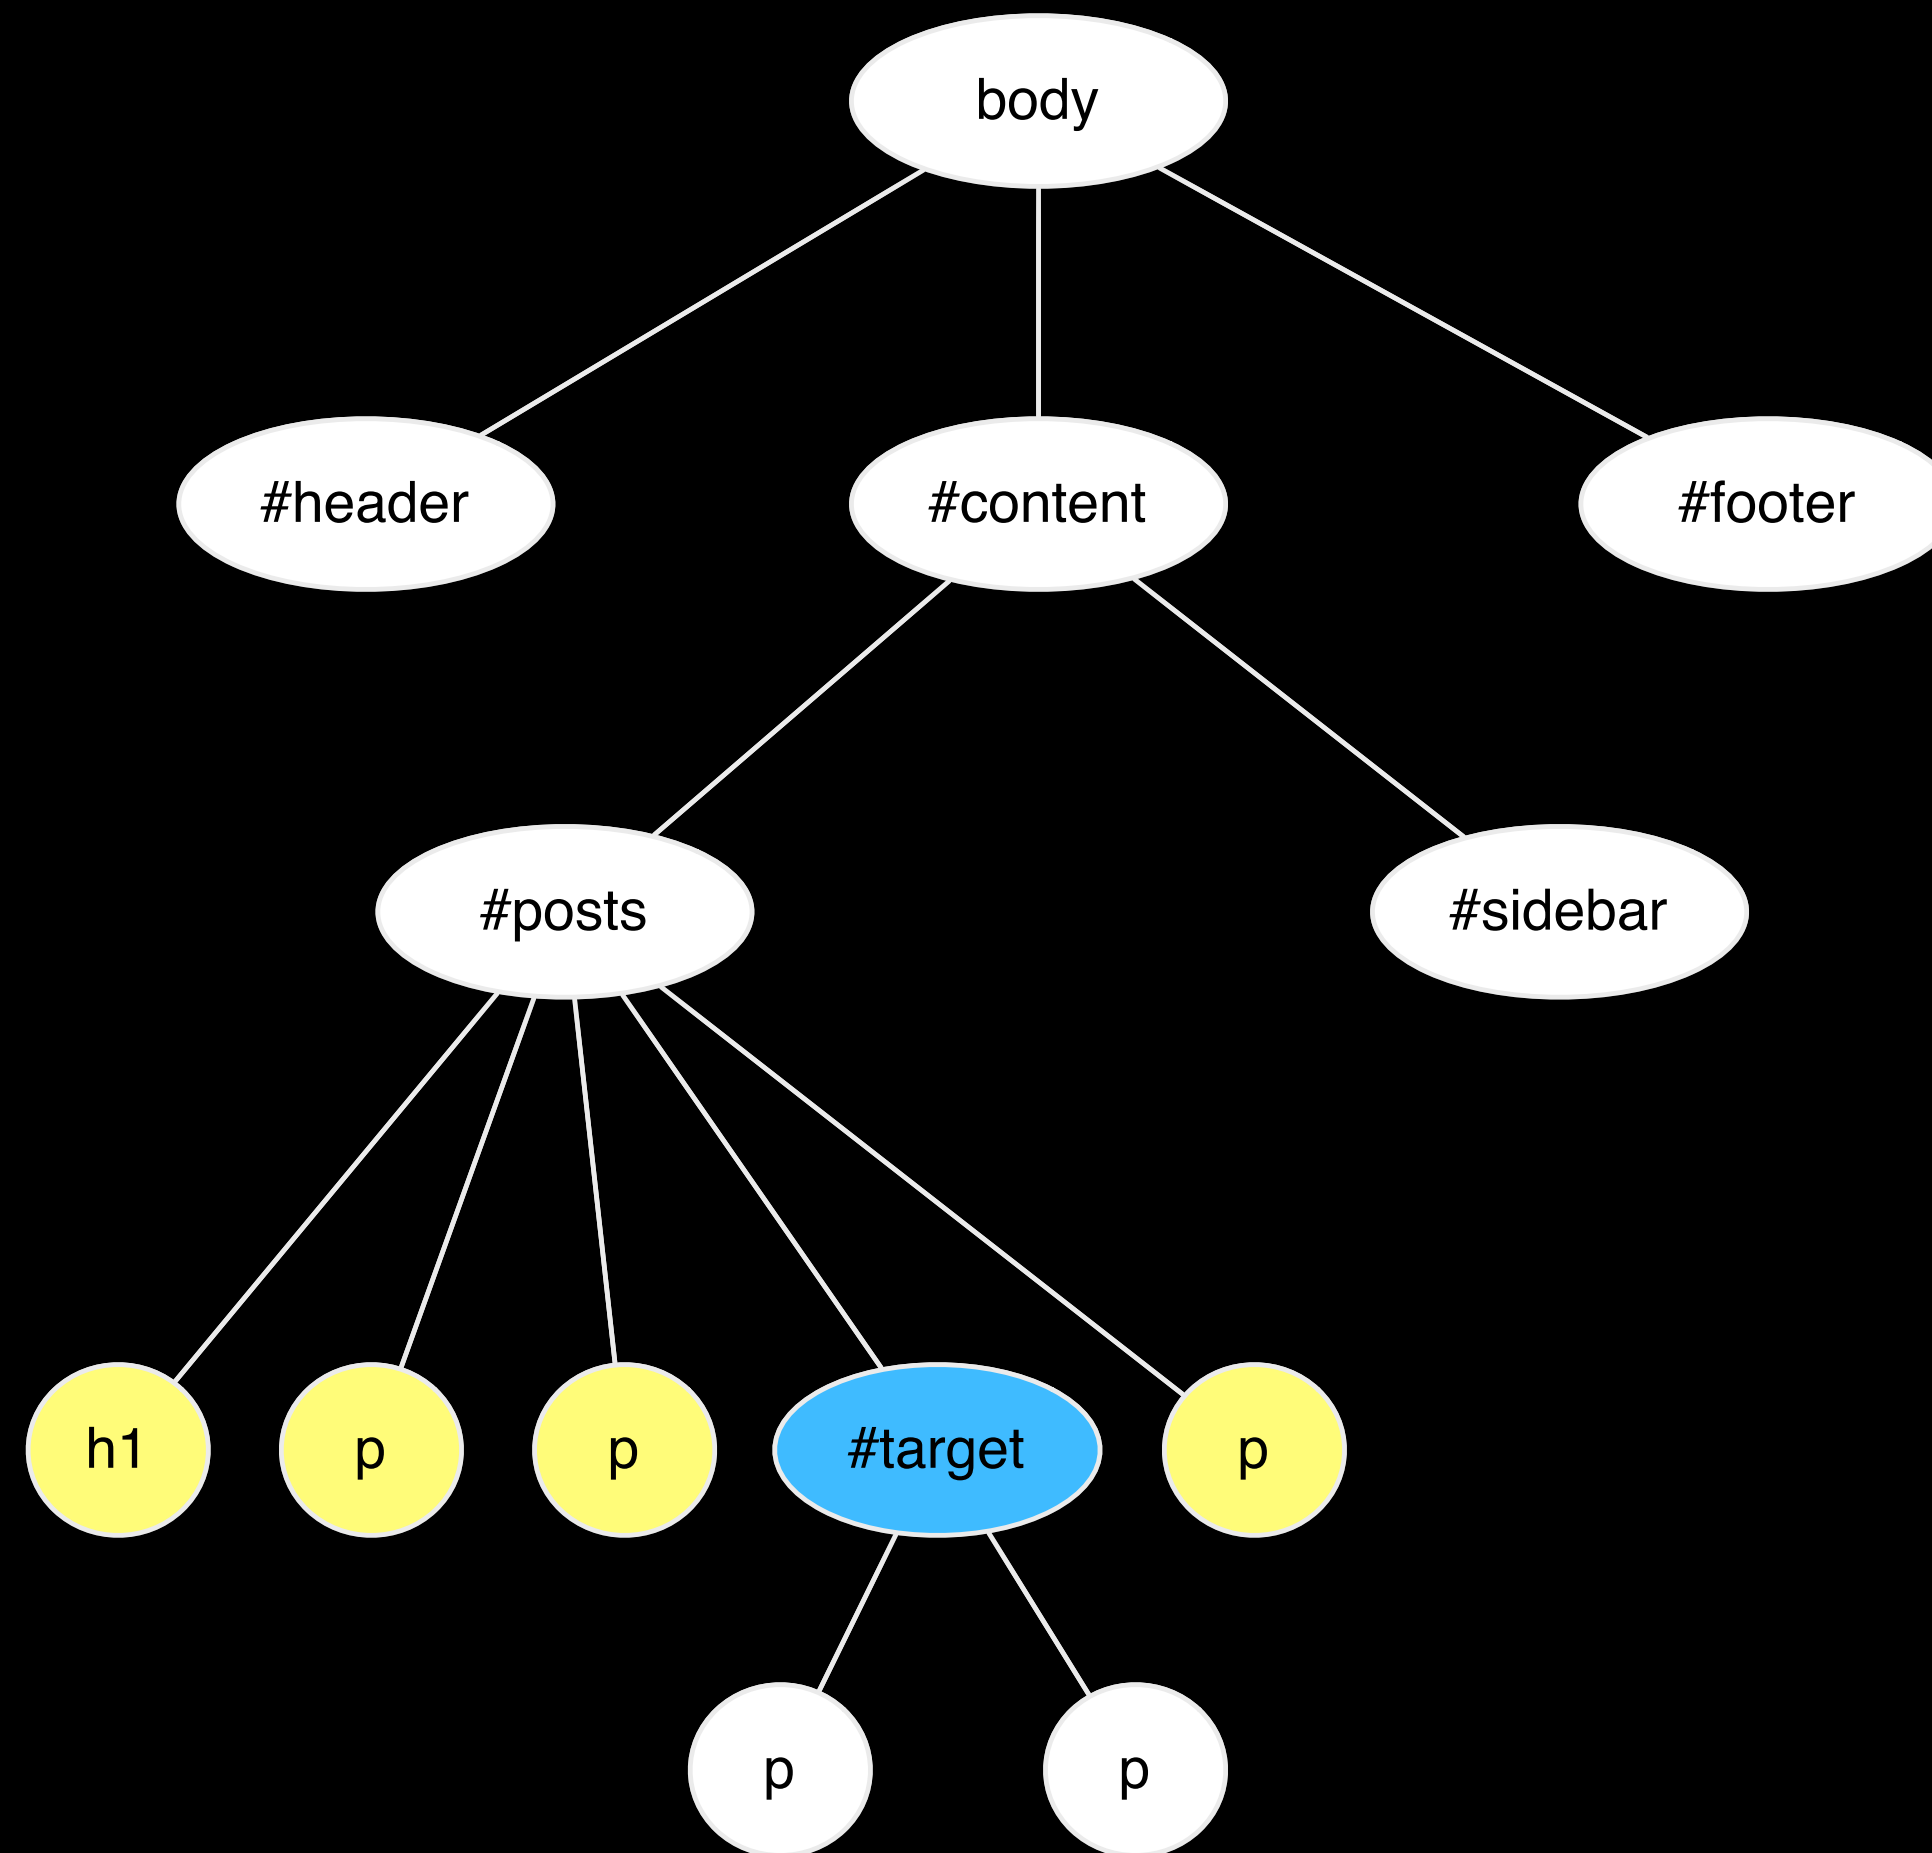 body
#header
#content
#footer
#posts
#sidebar
h1
p
p
#target
p
p
p